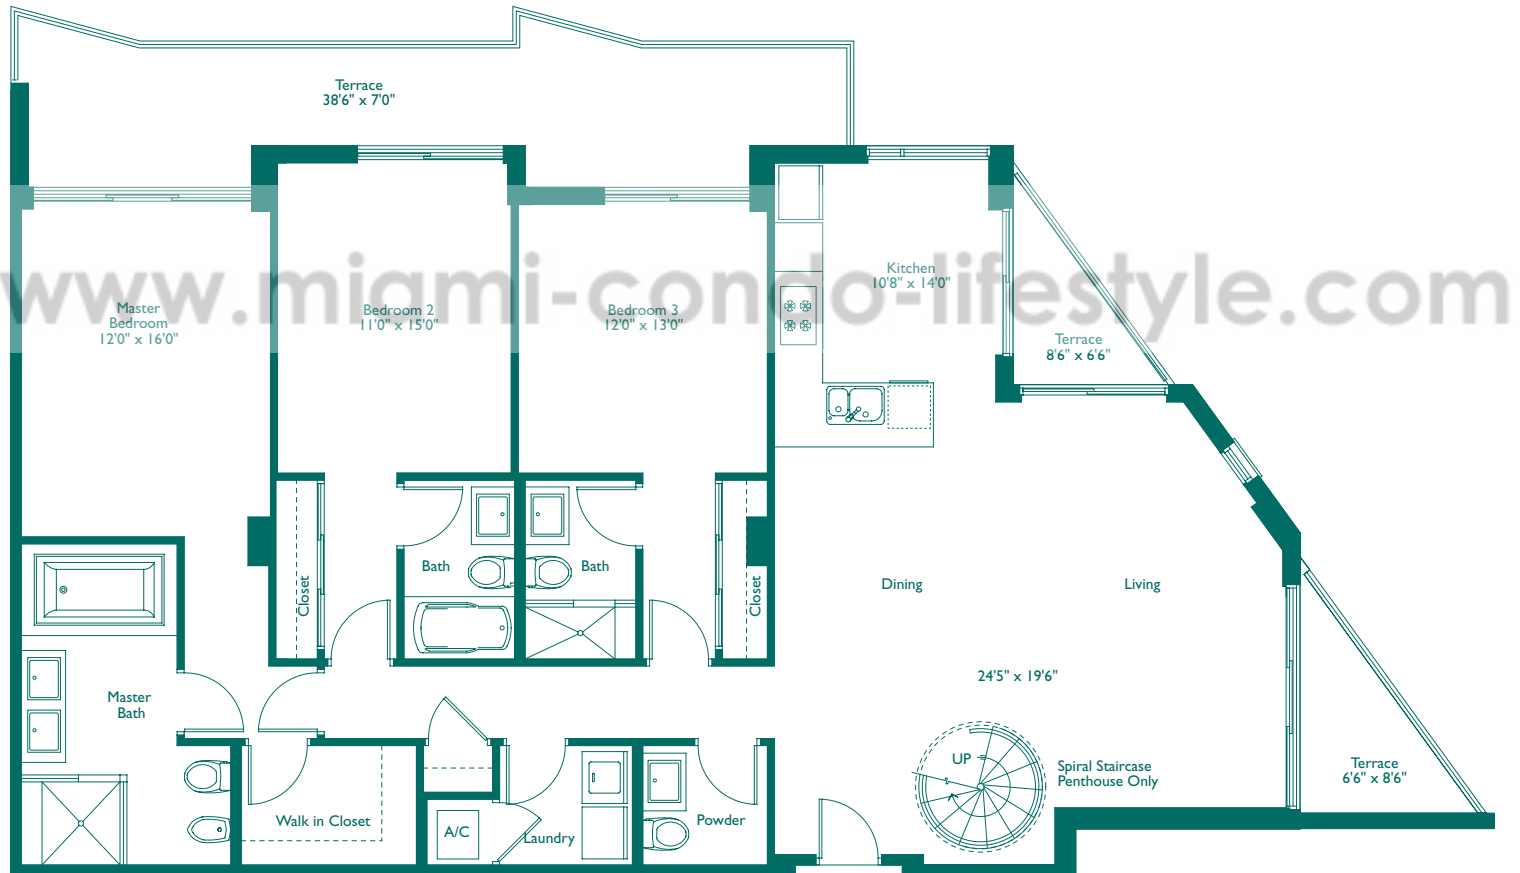 Terrace
38'6" x 7'0"
www.miami-condo-lifestyle.com
Master
Bedroom
12'0" x 16'0"
Bedroom 2
11'0" x 15'0"
Bedroom 3
12'0" x 13'0"
Kitchen
10'8" x 14'0"
Terrace
8'6" x 6'6"
Closet
Bath
Bath
Closet
Dining
Living
24'5" x 19'6"
Master
Bath
Walk in Closet
A/C
Laundry
Powder
UP
Spiral Staircase
Penthouse Only
Terrace
6'6" x 8'6"